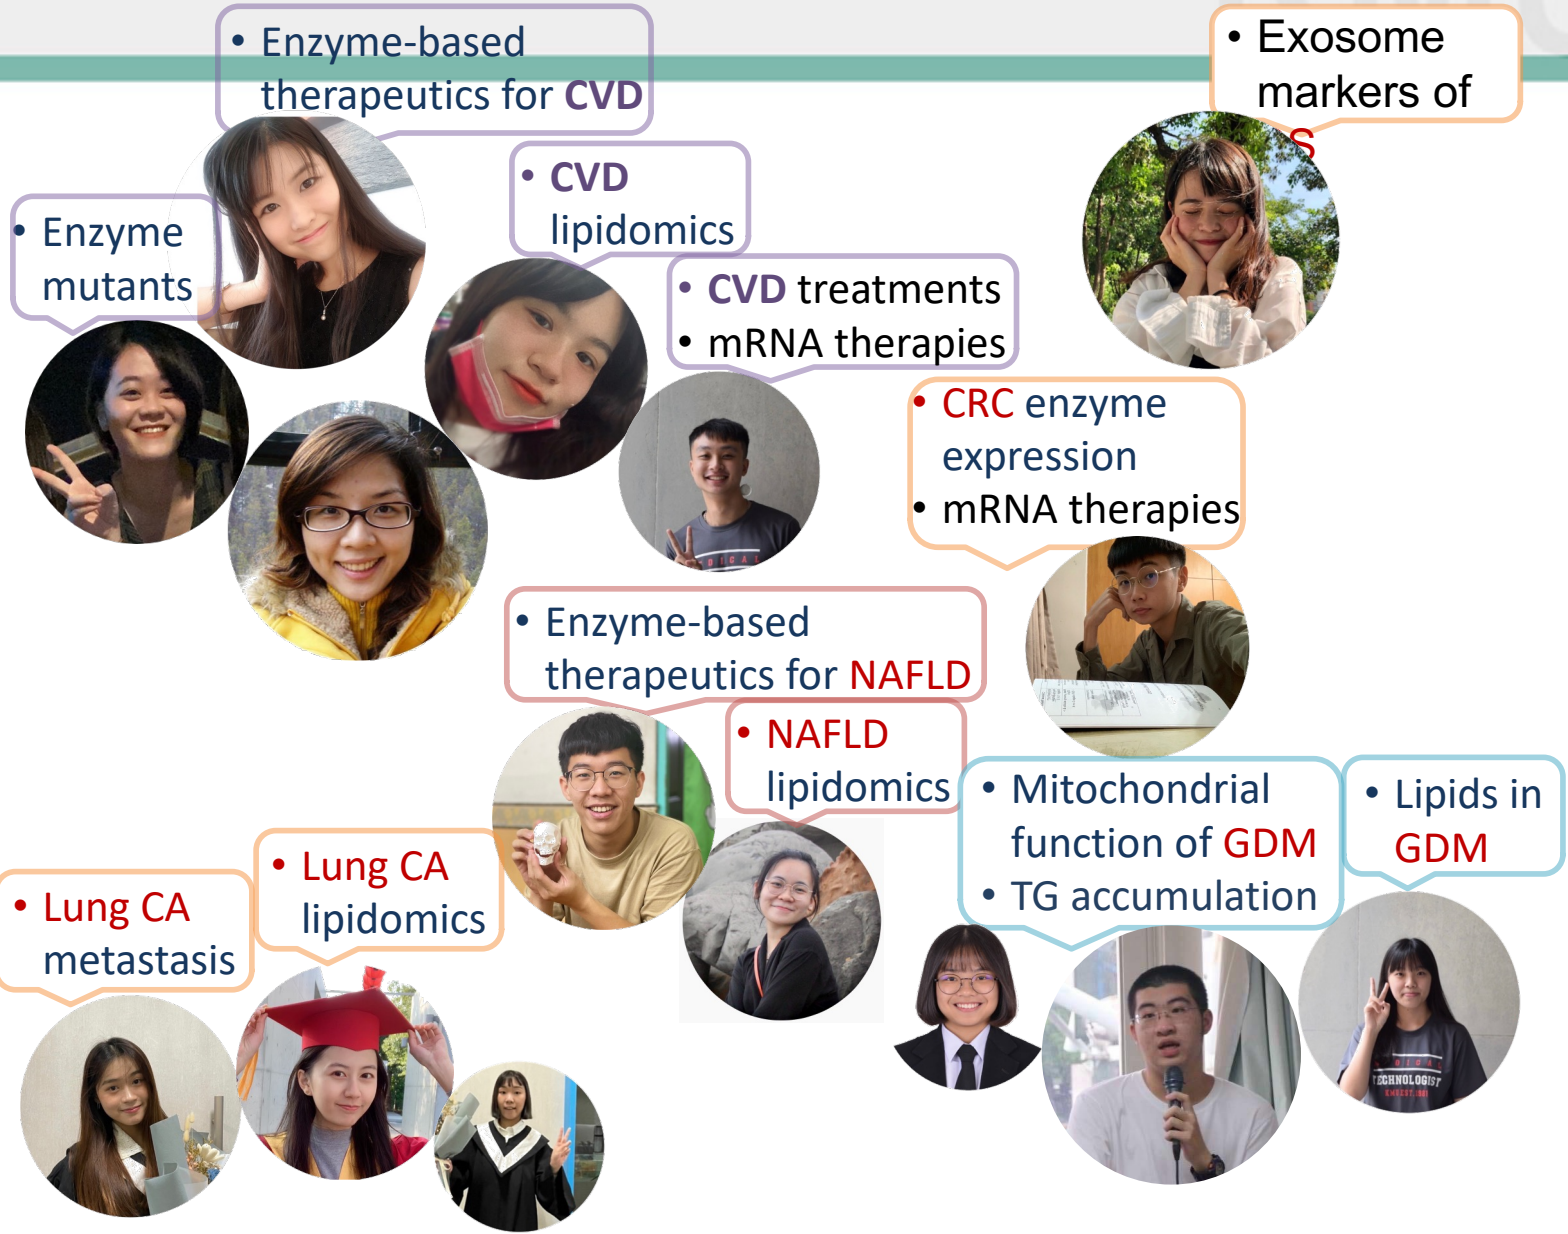 • Enzyme-based
therapeutics for CVD
• Exosome
markers of
S
• CVD
lipidomics
• Enzyme
mutants
• CVD treatments
• mRNA therapies
• CRC enzyme
expression
• mRNA therapies
• Enzyme-based
therapeutics for NAFLD
• NAFLD
lipidomics
• Mitochondrial
function of GDM
• TG accumulation
• Lipids in
GDM
• Lung CA
lipidomics
• Lung CA
metastasis
TECHNOLOGIST